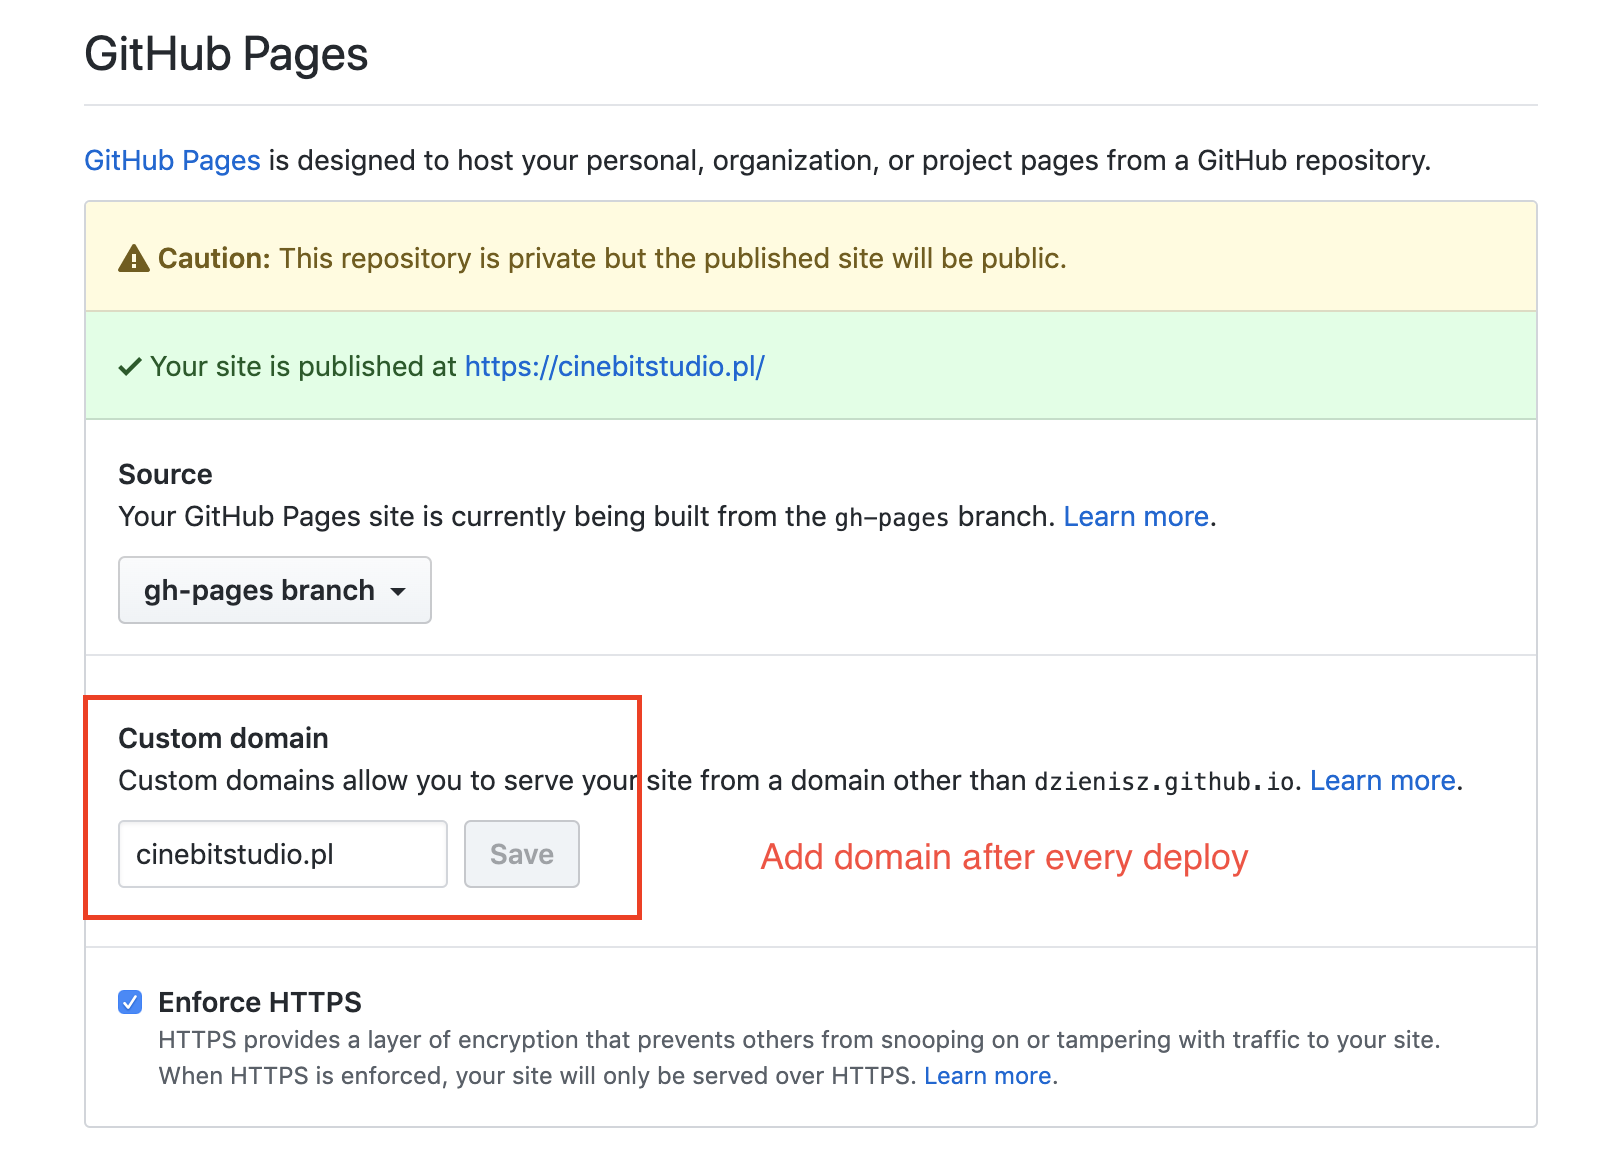 GitHub Pages
GitHub Pages is designed to host your personal, organization, or project pages from a GitHub repository.
Caution: This repository is private but the published site will be public.
Your site is published at https://cinebitstudio.pl/
Source
Your GitHub Pages site is currently being built from the gh-pages branch. Learn more.
gh-pages branch
Custom domain
Custom domains allow you to serve your site from a domain other than dzienisz.github.io. Learn more.
cinebitstudio.pl Save
Add domain after every deploy
Enforce HTTPS
HTTPS provides a layer of encryption that prevents others from snooping on or tampering with traffic to your site.
When HTTPS is enforced, your site will only be served over HTTPS. Learn more.